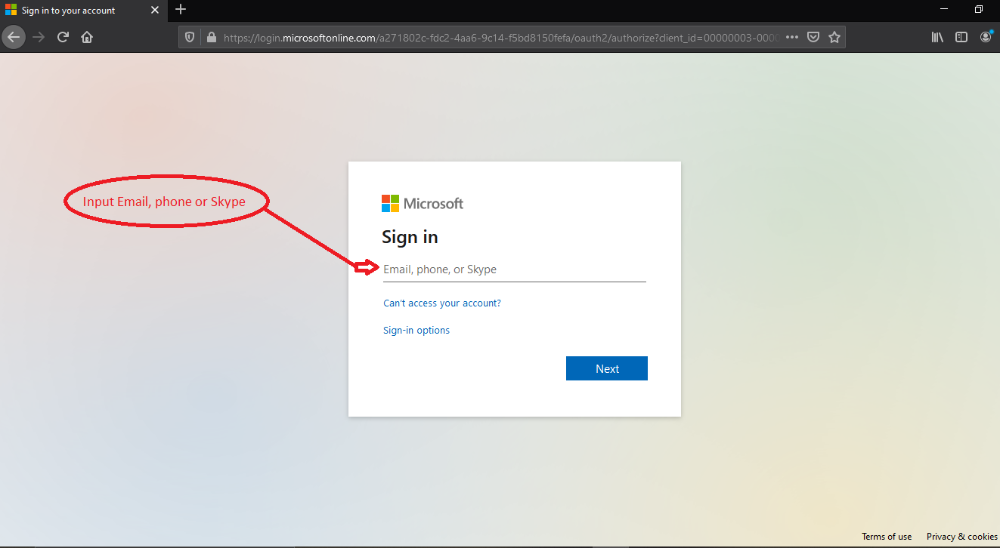 Sign in to your account
https://login.microsoftonline.com/a271802c-fdc2-4aa6-9c14-f5bd8150fefa/oauth2/authorize?client_id=00000003-000
Input Email, phone or Skype
Microsoft
Sign in
Email, phone, or Skype
Can't access your account?
Sign-in options
Next
Terms of use Privacy & cookies